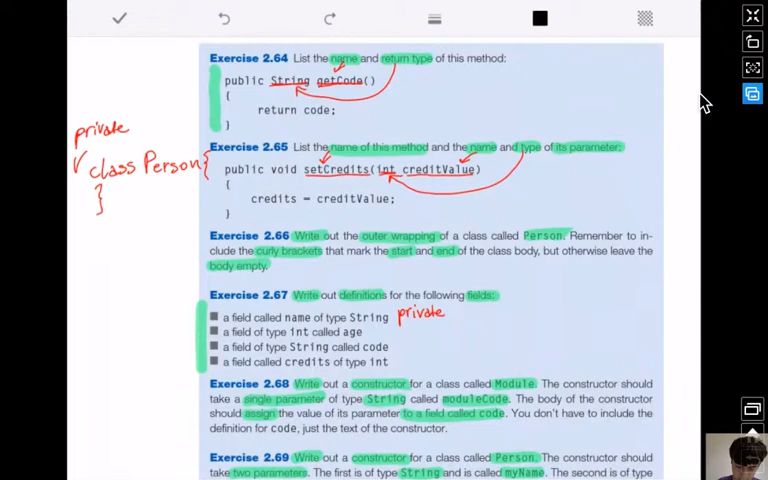 Exercise 2.64 List the name and return type of this method:
public String getCode()
{
return code;
}
private
class Person{
}
Exercise 2.65 List the name of this method and the name and type of its parameter:
public void setCredits(int creditValue)
{
credits = creditValue;
}
Exercise 2.66 Write out the outer wrapping of a class called Person. Remember to in-
clude the curly brackets that mark the start and end of the class body, but otherwise leave the
body empty.
Exercise 2.67 Write out definitions for the following fields:
■ a field called name of type String private
■ a field of type int called age
■ a field of type String called code
■ a field called credits of type int
Exercise 2.68 Write out a constructor for a class called Module. The constructor should
take a single parameter of type String called moduleCode. The body of the constructor
should assign the value of its parameter to a field called code. You don't have to include the
definition for code, just the text of the constructor.
Exercise 2.69 Write out a constructor for a class called Person. The constructor should
take two parameters. The first is of type String and is called myName. The second is of type